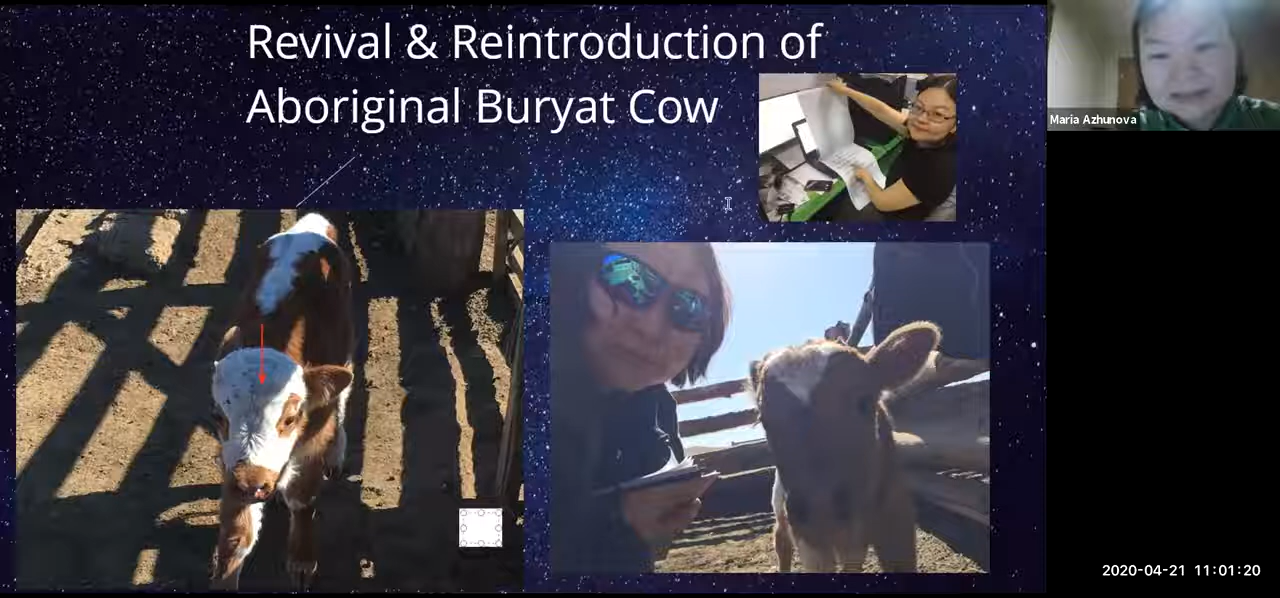 Revival & Reintroduction of
Aboriginal Buryat Cow
Maria Azhunova
2020-04-21 11:01:20